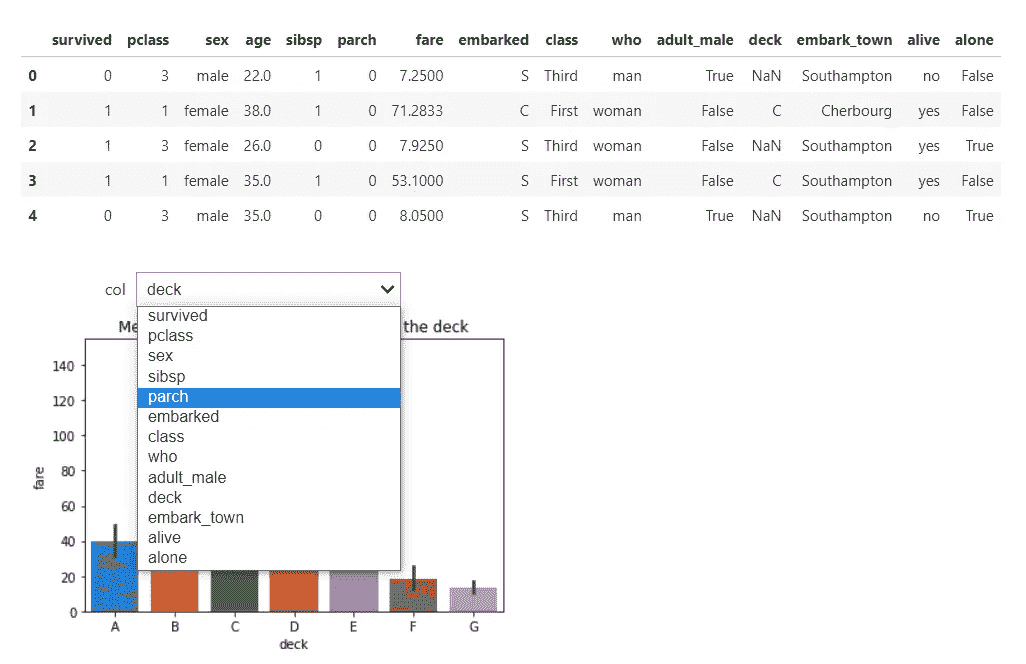 survived pclass sex age sibsp parch fare embarked class who adult_male deck embark_town alive alone
0 0 3 male 22.0 1 0 7.2500 S Third man True NaN Southampton no False
1 1 1 female 38.0 1 0 71.2833 C First woman False C Cherbourg yes False
2 1 3 female 26.0 0 0 7.9250 S Third woman False NaN Southampton yes True
3 1 1 female 35.0 1 0 53.1000 S First woman False C Southampton yes False
4 0 3 male 35.0 0 0 8.0500 S Third man True NaN Southampton no True
col deck
survived
pclass
sex
sibsp
parch
embarked
class
who
adult_male
deck
embark_town
alive
alone
the deck
140
120
100
80
60
40
20
0
fare
A B C D E F G
deck